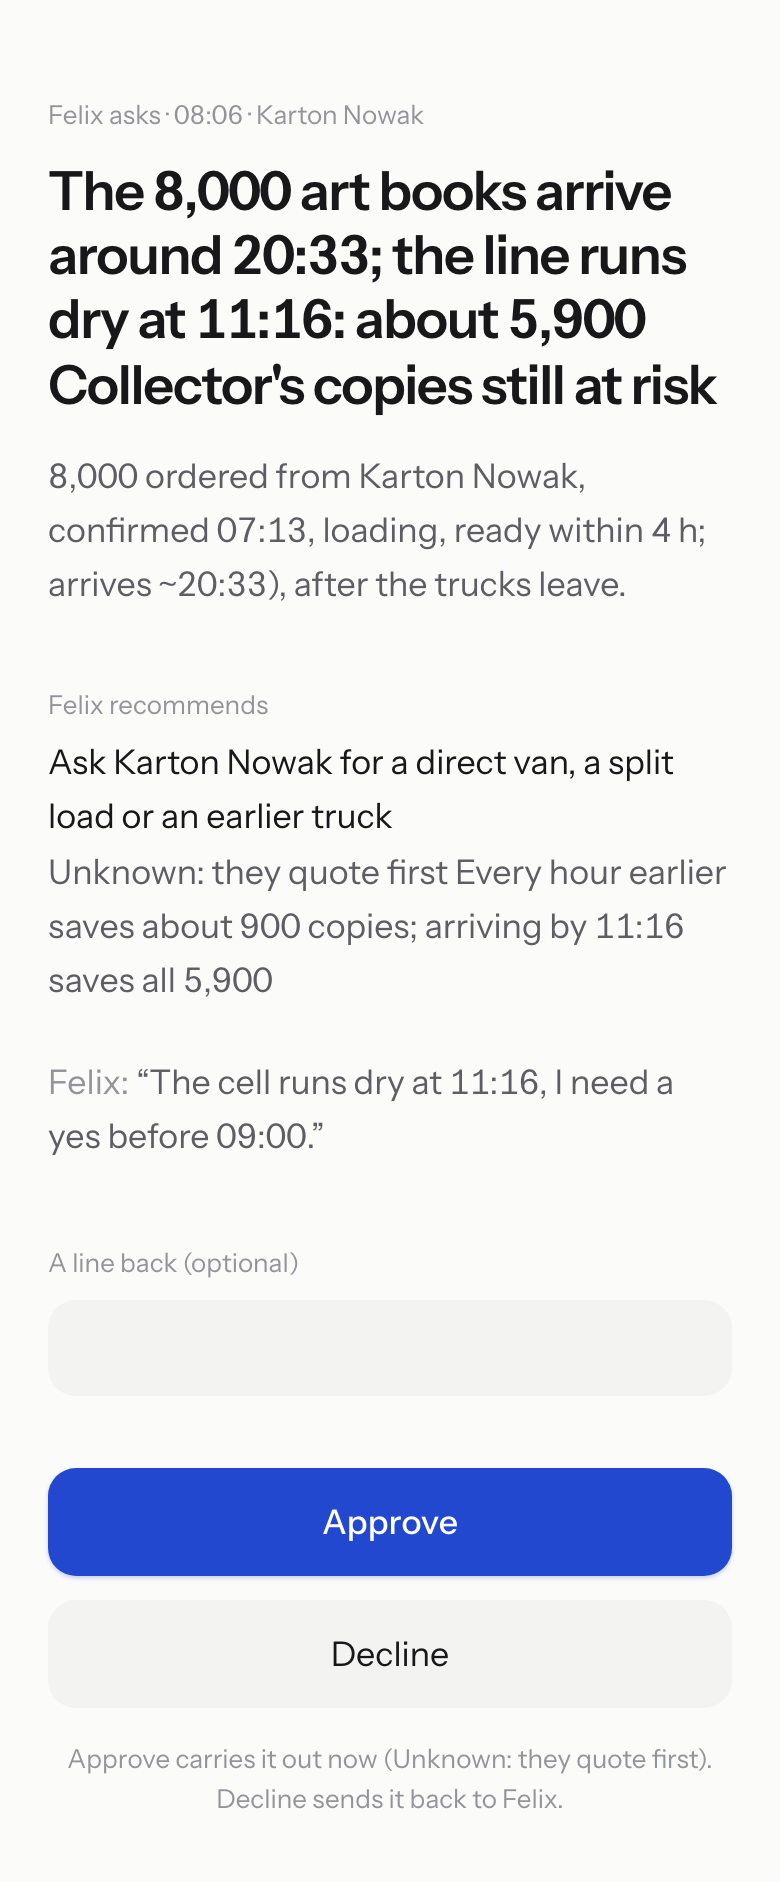 Felix asks · 08:06 · Karton Nowak
The 8,000 art books arrive
around 20:33; the line runs
dry at 11:16: about 5,900
Collector's copies still at risk
8,000 ordered from Karton Nowak,
confirmed 07:13, loading, ready within 4 h;
arrives ~20:33), after the trucks leave.
Felix recommends
Ask Karton Nowak for a direct van, a split
load or an earlier truck
Unknown: they quote first Every hour earlier
saves about 900 copies; arriving by 11:16
saves all 5,900
Felix: “The cell runs dry at 11:16, I need a
yes before 09:00.”
A line back (optional)
Approve
Decline
Approve carries it out now (Unknown: they quote first).
Decline sends it back to Felix.